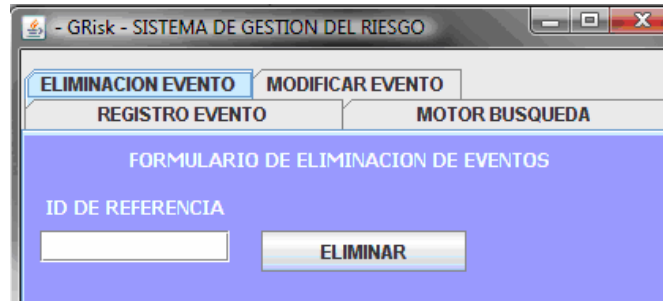 - GRisk - SISTEMA DE GESTION DEL RIESGO
ELIMINACION EVENTO MODIFICAR EVENTO
REGISTRO EVENTO MOTOR BUSQUEDA
FORMULARIO DE ELIMINACION DE EVENTOS
ID DE REFERENCIA
ELIMINAR